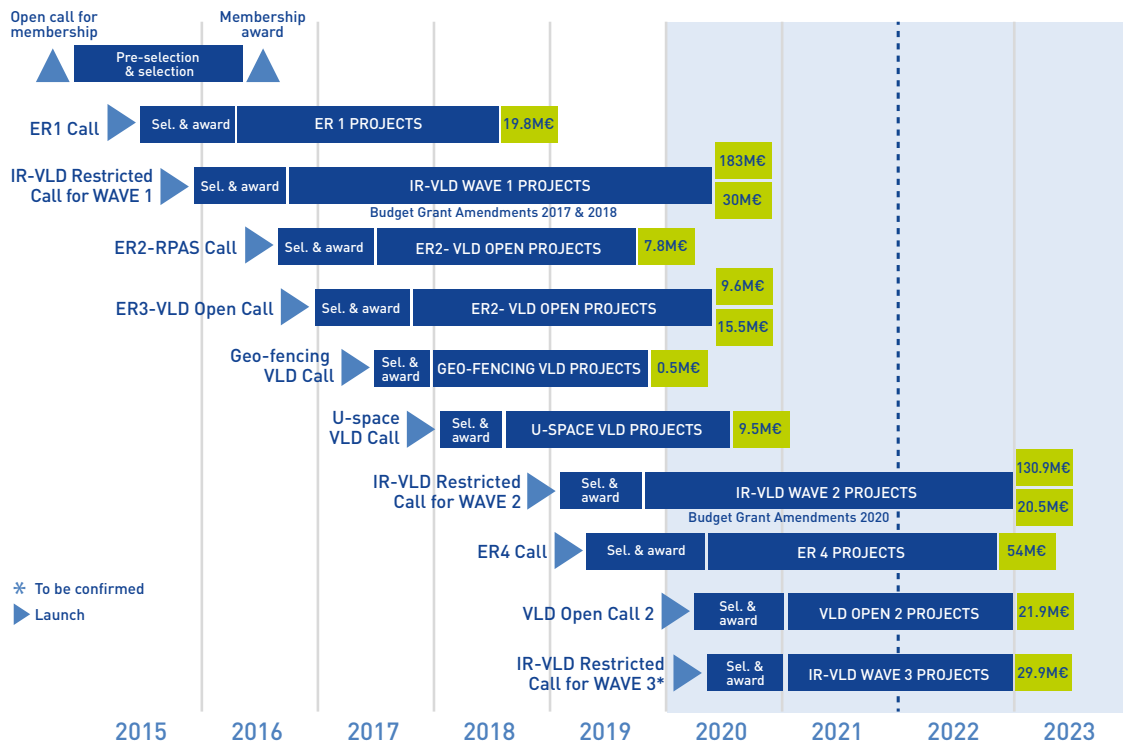 Open call for
membership
Membership
award
Pre-selection
& selection
ER1 Call
Sel. & award
ER 1 PROJECTS
19.8M€
IR-VLD Restricted
Call for WAVE 1
Sel. & award
IR-VLD WAVE 1 PROJECTS
183M€
30M€
Budget Grant Amendments 2017 & 2018
ER2-RPAS Call
Sel. & award
ER2- VLD OPEN PROJECTS
7.8M€
ER3-VLD Open Call
Sel. & award
ER2- VLD OPEN PROJECTS
9.6M€
15.5M€
Geo-fencing
VLD Call
Sel. &
award
GEO-FENCING VLD PROJECTS
0.5M€
U-space
VLD Call
Sel. &
award
U-SPACE VLD PROJECTS
9.5M€
IR-VLD Restricted
Call for WAVE 2
Sel. &
award
IR-VLD WAVE 2 PROJECTS
130.9M€
20.5M€
Budget Grant Amendments 2020
ER4 Call
Sel. & award
ER 4 PROJECTS
54M€
* To be confirmed
Launch
VLD Open Call 2
Sel. &
award
VLD OPEN 2 PROJECTS
21.9M€
IR-VLD Restricted
Call for WAVE 3*
Sel. &
award
IR-VLD WAVE 3 PROJECTS
29.9M€
2015 2016 2017 2018 2019 2020 2021 2022 2023